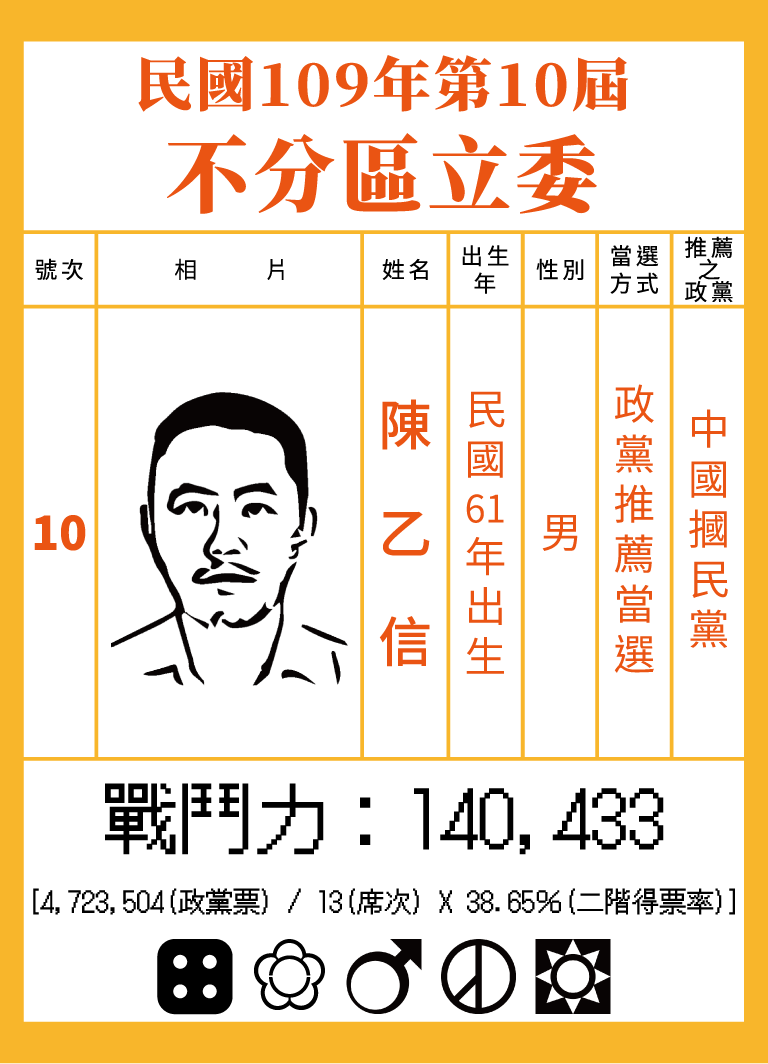 民國109年第10屆
不分區立委
號次
相 片
姓名
出生
年
性別
當選
方式
推薦
之
政黨
10
陳乙信
民國61年出生
男
政黨推薦當選
中國摑民黨
戰鬥力：140,433
[4,723,504(政黨票) / 13(席次) X 38.65%(二階得票率)]